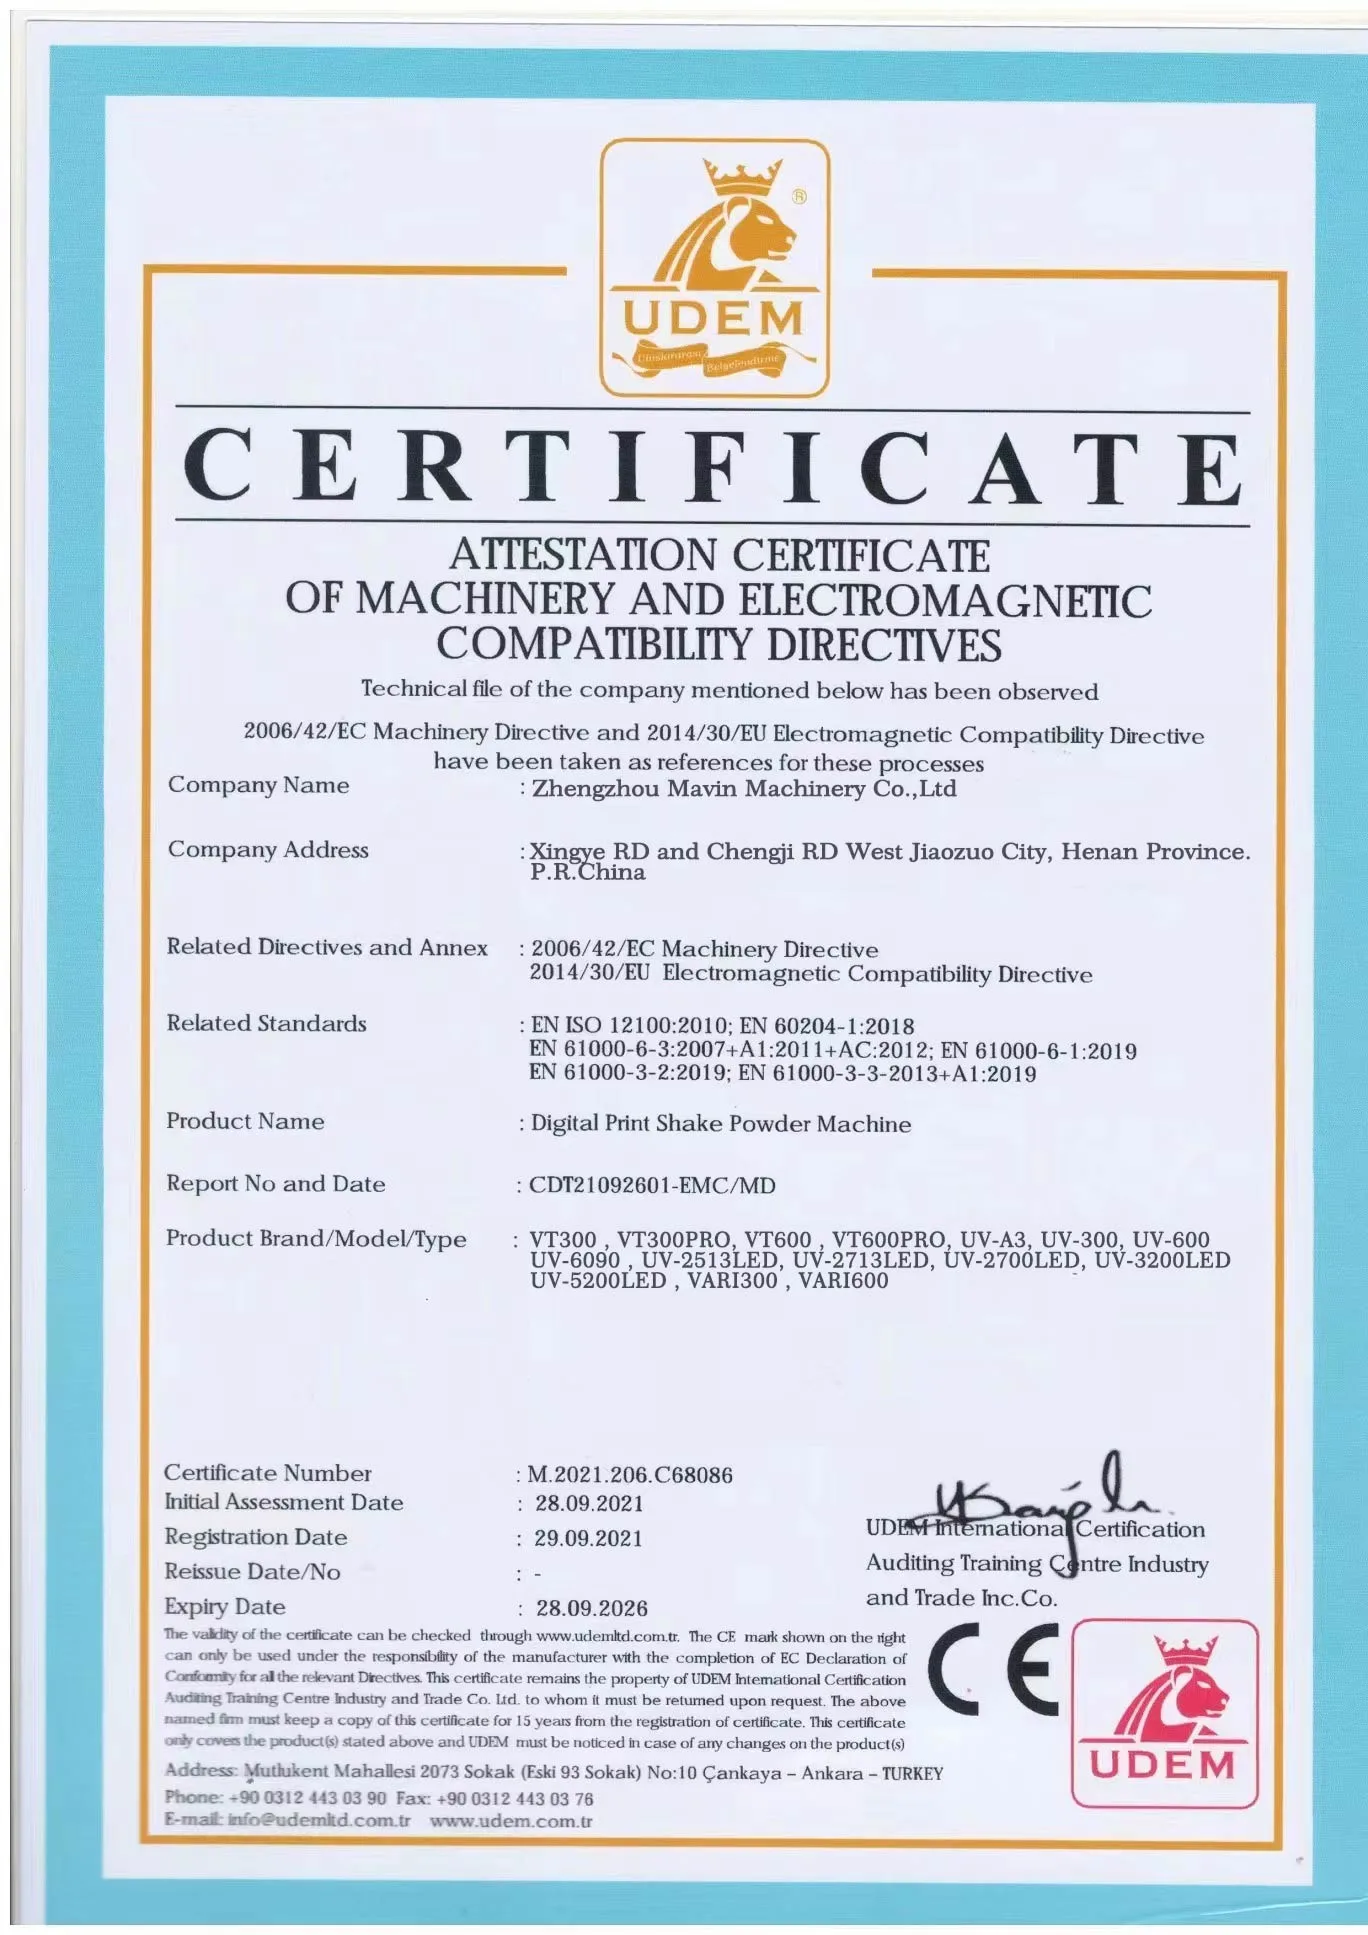 ®
UDEM
Uluslararası
Belgelendirme
CERTIFICATE
ATTESTATION CERTIFICATE
OF MACHINERY AND ELECTROMAGNETIC
COMPATIBILITY DIRECTIVES
Technical file of the company mentioned below has been observed
2006/42/EC Machinery Directive and 2014/30/EU Electromagnetic Compatibility Directive
have been taken as references for these processes
Company Name : Zhengzhou Mavin Machinery Co.,Ltd
Company Address : Xingye RD and Chengji RD West Jiaozuo City, Henan Province.
P.R.China
Related Directives and Annex : 2006/42/EC Machinery Directive
2014/30/EU Electromagnetic Compatibility Directive
Related Standards : EN ISO 12100:2010; EN 60204-1:2018
EN 61000-6-3:2007+A1:2011+AC:2012; EN 61000-6-1:2019
EN 61000-3-2:2019; EN 61000-3-3-2013+A1:2019
Product Name : Digital Print Shake Powder Machine
Report No and Date : CDT21092601-EMC/MD
Product Brand/Model/Type : VT300 , VT300PRO, VT600 , VT600PRO, UV-A3, UV-300, UV-600
UV-6090 , UV-2513LED, UV-2713LED, UV-2700LED, UV-3200LED
UV-5200LED , VARI300 , VARI600
Certificate Number : M.2021.206.C68086
Initial Assessment Date : 28.09.2021
Registration Date : 29.09.2021
Reissue Date/No : -
Expiry Date : 28.09.2026
UDEM International Certification
Auditing Training Centre Industry
and Trade Inc.Co.
The validity of the certificate can be checked through www.udemltd.com.tr. The CE mark shown on the right
can only be used under the responsibility of the manufacturer with the completion of EC Declaration of
Conformity for all the relevant Directives. This certificate remains the property of UDEM International Certification
Auditing Training Centre Industry and Trade Co. Ltd. to whom it must be returned upon request. The above
named firm must keep a copy of this certificate for 15 years from the registration of certificate. This certificate
only covers the product(s) stated above and UDEM must be noticed in case of any changes on the product(s)
CE
UDEM
Address: Mutlukent Mahallesi 2073 Sokak (Eski 93 Sokak) No:10 Çankaya – Ankara – TURKEY
Phone: +90 0312 443 03 90 Fax: +90 0312 443 03 76
E-mail: info@udemltd.com.tr www.udem.com.tr